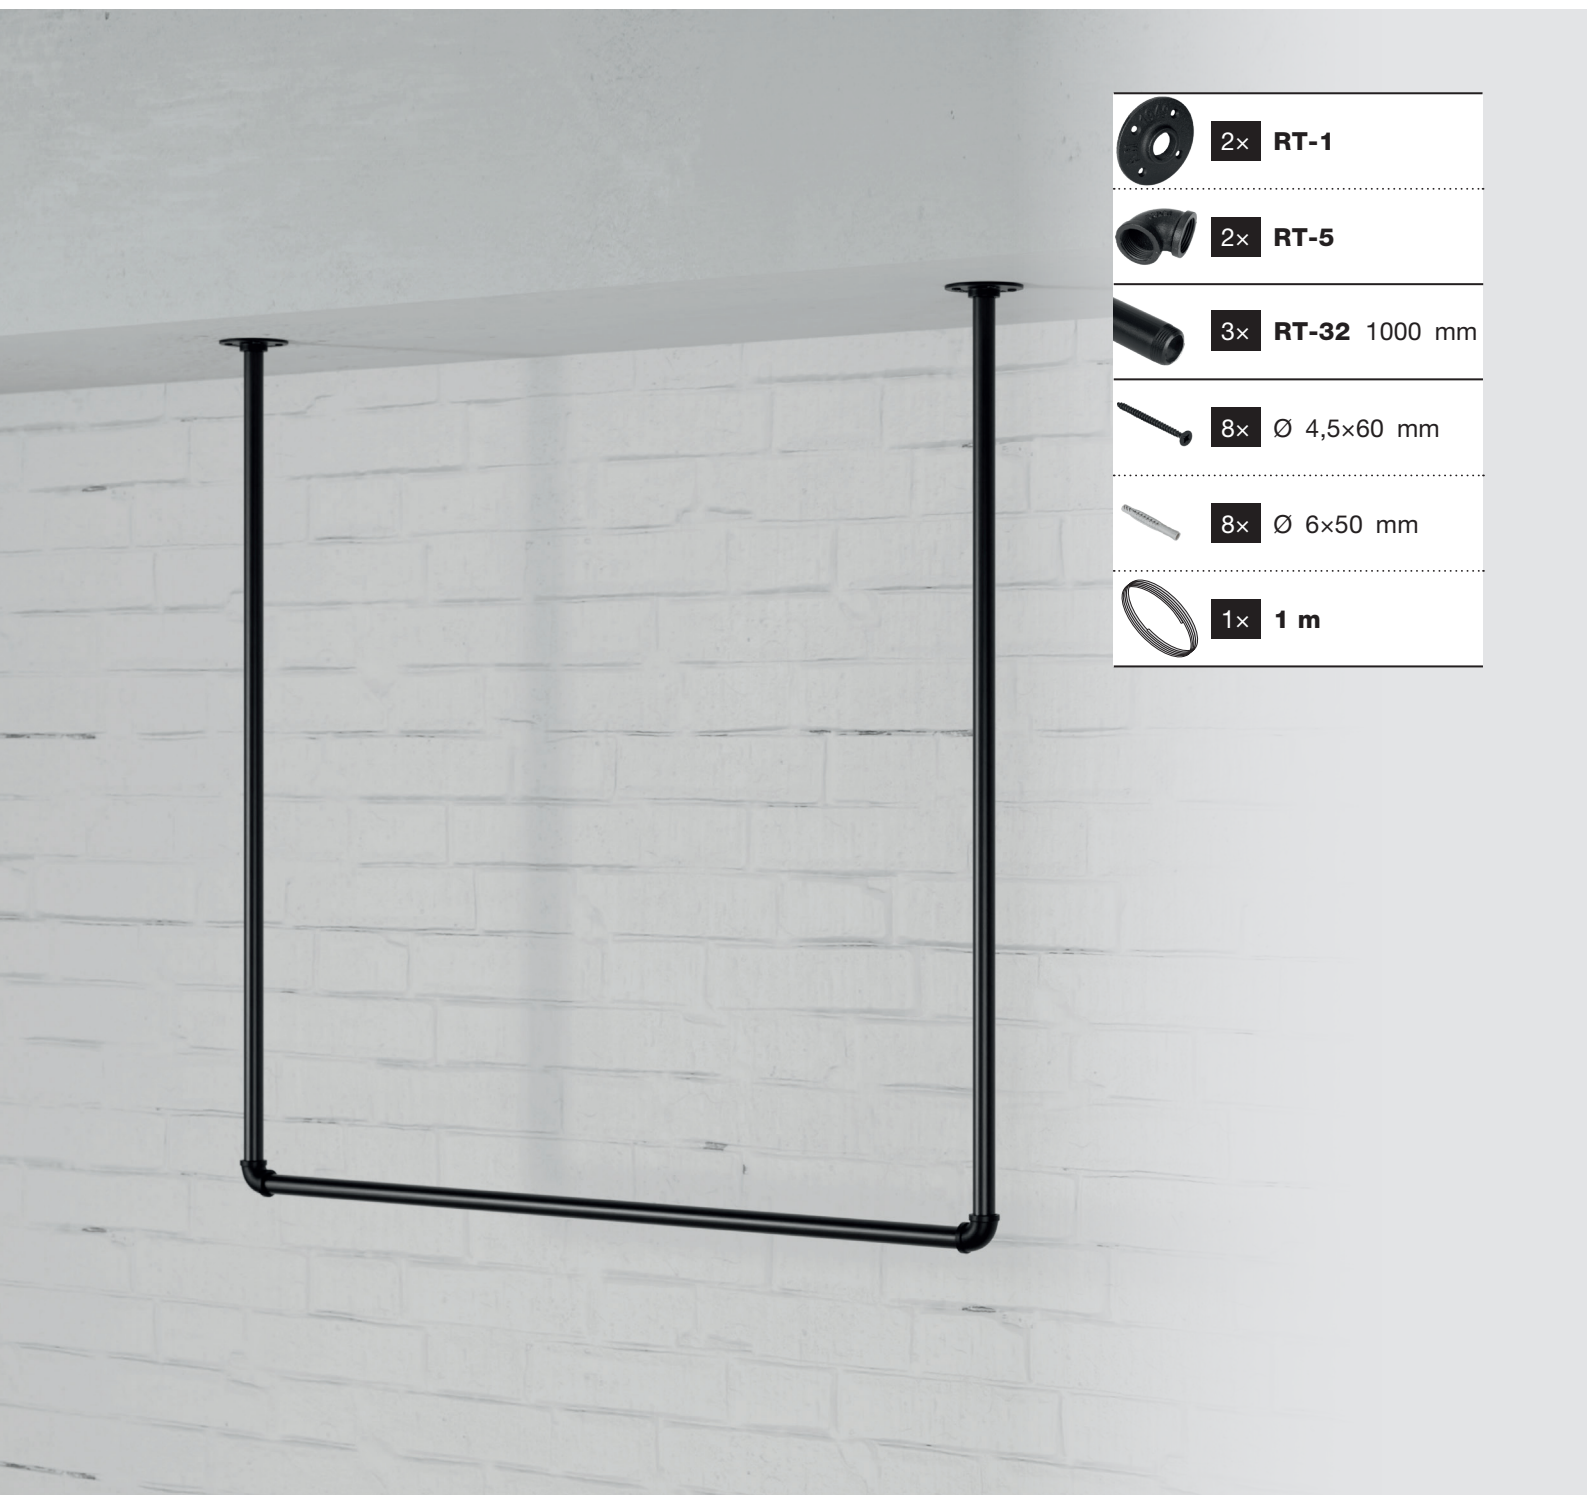 2× RT-1
2× RT-5
3× RT-32 1000 mm
8× Ø 4,5×60 mm
8× Ø 6×50 mm
1× 1 m